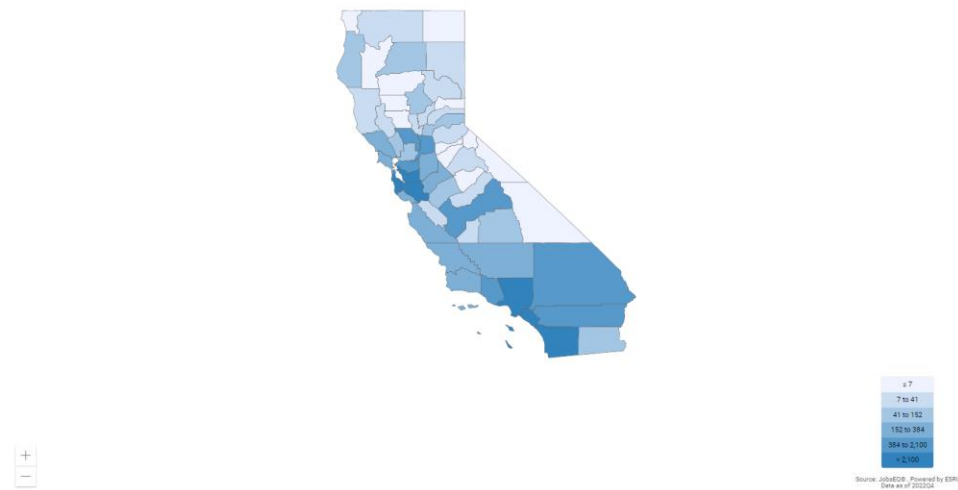 ≤ 7
7 to 41
41 to 152
152 to 384
384 to 2,100
> 2,100
Source: JobsEQ® , Powered by ESRI
Data as of 2022Q4